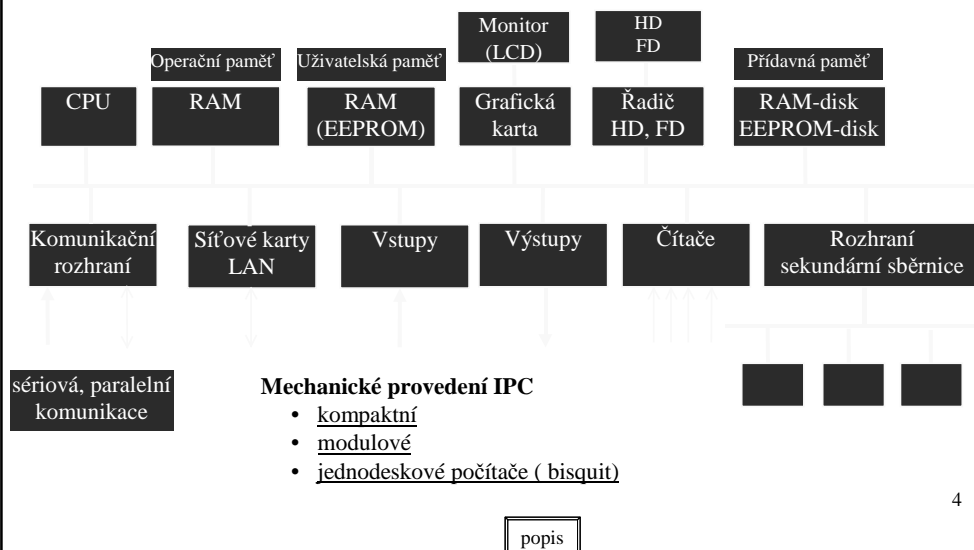 Monitor
(LCD)
HD
FD
Operační paměť
Uživatelská paměť
Přídavná paměť
CPU
RAM
RAM
(EEPROM)
Grafická
karta
Řadič
HD, FD
RAM-disk
EEPROM-disk
Komunikační
rozhraní
Síťové karty
LAN
Vstupy
Výstupy
Čítače
Rozhraní
sekundární sběrnice
sériová, paralelní
komunikace
Mechanické provedení IPC
• kompaktní
• modulové
• jednodeskové počítače ( bisquit)
4
popis